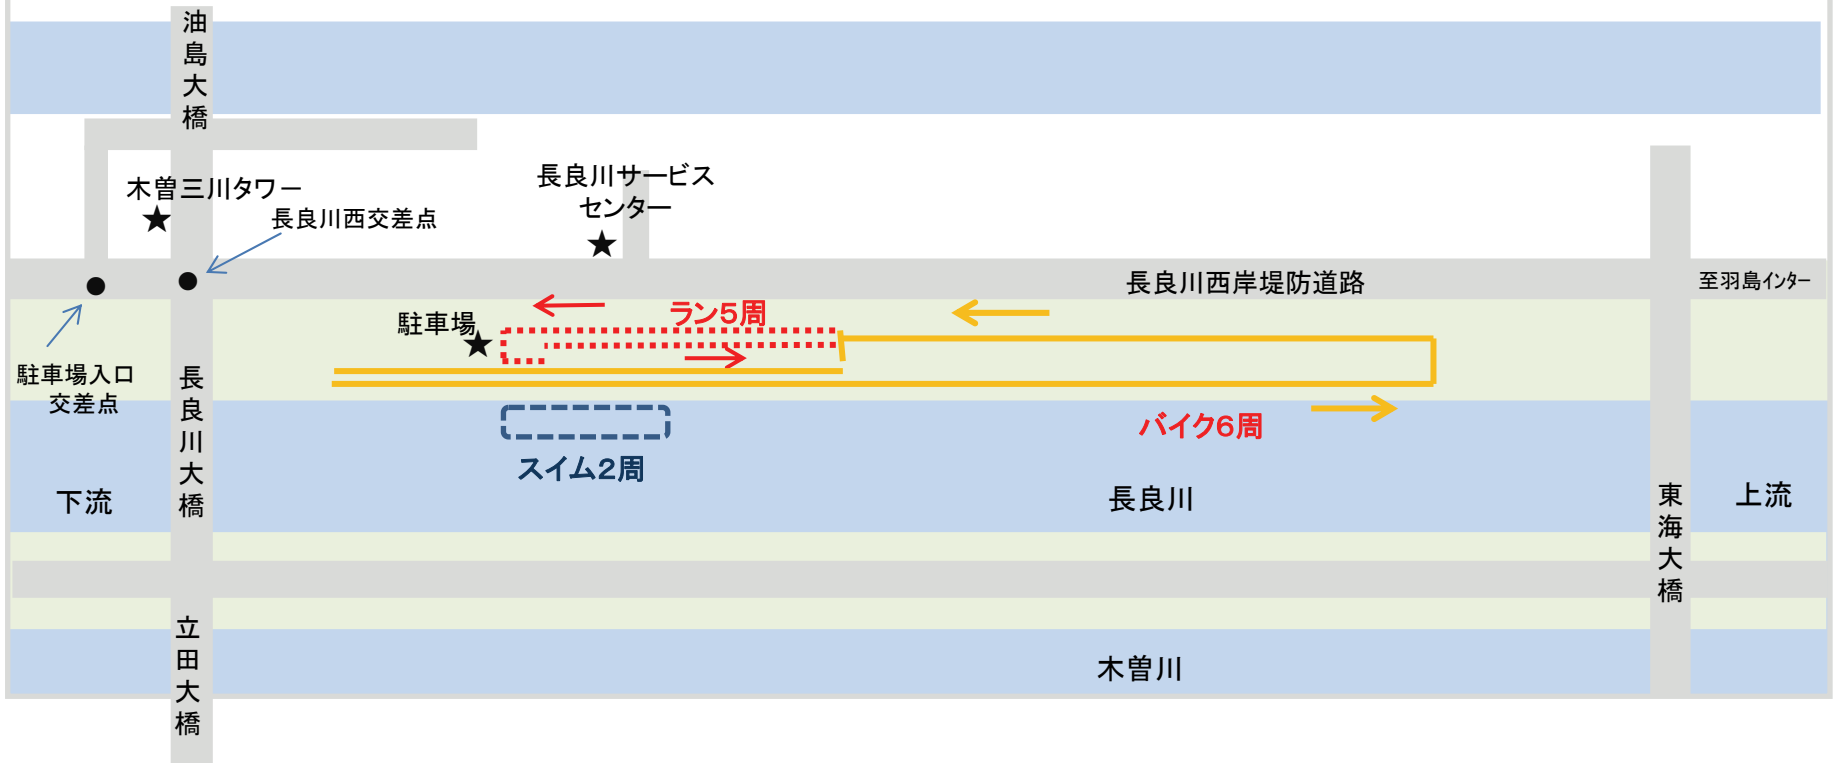 油島大橋
木曽三川タワー
長良川西交差点
長良川サービス
センター
長良川西岸堤防道路
至羽島インター
駐車場
ラン5周
駐車場入口
交差点
長良川大橋
バイク6周
スイム2周
下流
長良川
東海大橋
上流
立田大橋
木曽川